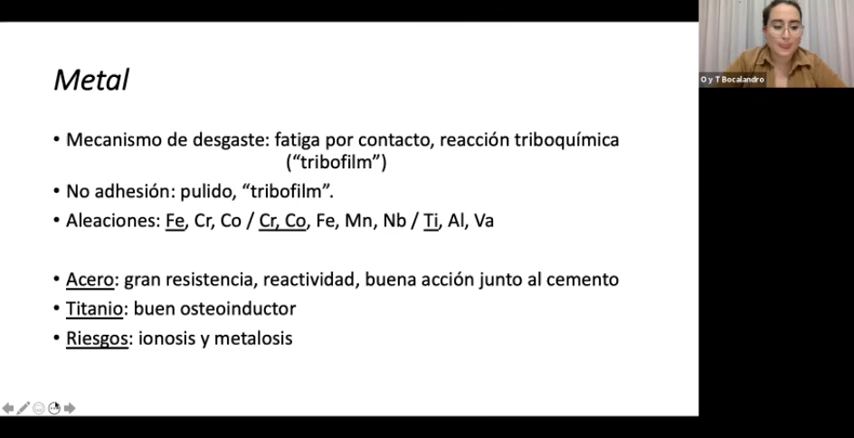 Metal
• Mecanismo de desgaste: fatiga por contacto, reacción triboquímica
(“tribofilm”)
• No adhesión: pulido, “tribofilm”.
• Aleaciones: Fe, Cr, Co / Cr, Co, Fe, Mn, Nb / Ti, Al, Va
• Acero: gran resistencia, reactividad, buena acción junto al cemento
• Titanio: buen osteoinductor
• Riesgos: ionosis y metalosis
O y T Bocalandro